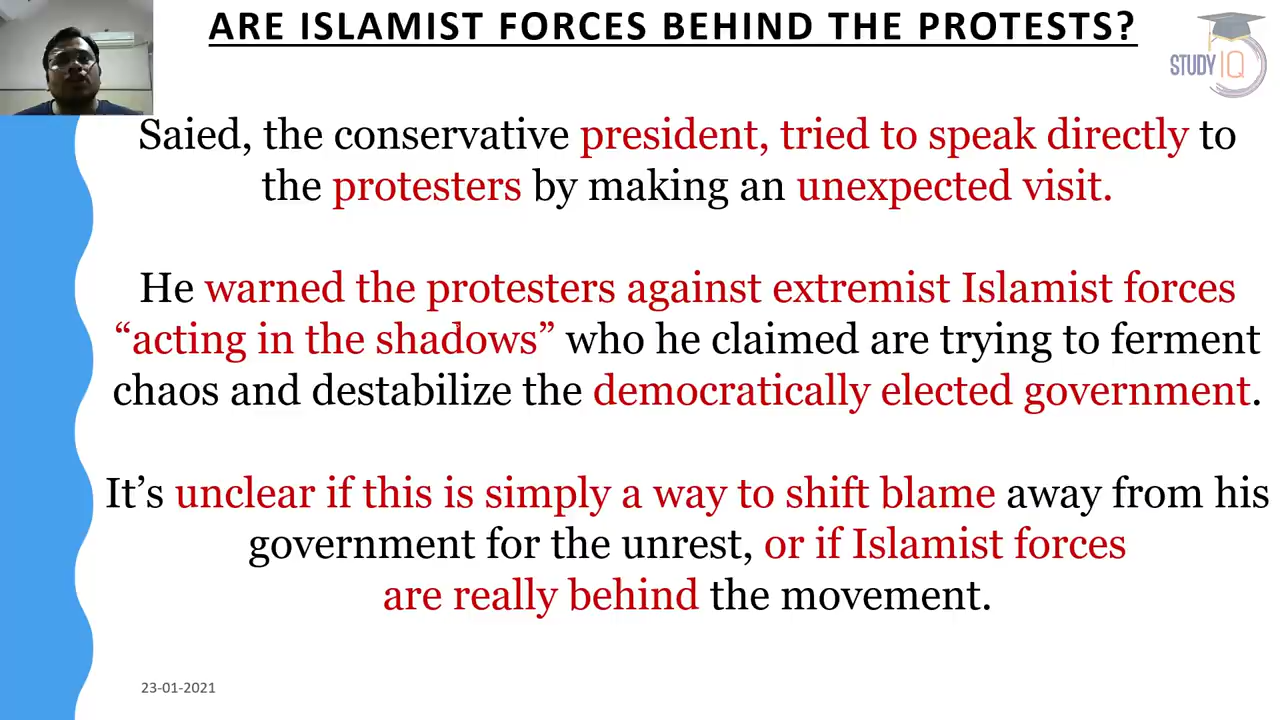 ARE ISLAMIST FORCES BEHIND THE PROTESTS?
STUDY IQ
Saied, the conservative president, tried to speak directly to
the protesters by making an unexpected visit.
He warned the protesters against extremist Islamist forces
“acting in the shadows” who he claimed are trying to ferment
chaos and destabilize the democratically elected government.
It’s unclear if this is simply a way to shift blame away from his
government for the unrest, or if Islamist forces
are really behind the movement.
23-01-2021